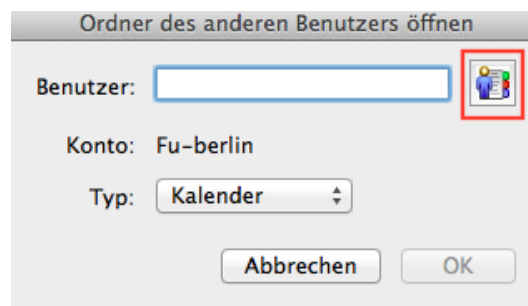 Ordner des anderen Benutzers öffnen
Benutzer:
Konto: Fu-berlin
Typ: Kalender
Abbrechen OK